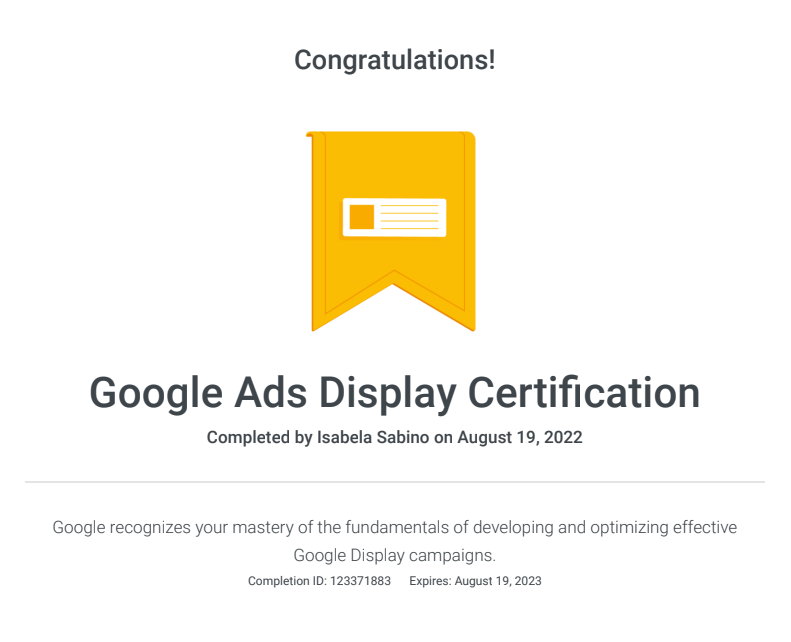 Congratulations!
Google Ads Display Certification
Completed by Isabela Sabino on August 19, 2022
Google recognizes your mastery of the fundamentals of developing and optimizing effective
Google Display campaigns.
Completion ID: 123371883 Expires: August 19, 2023